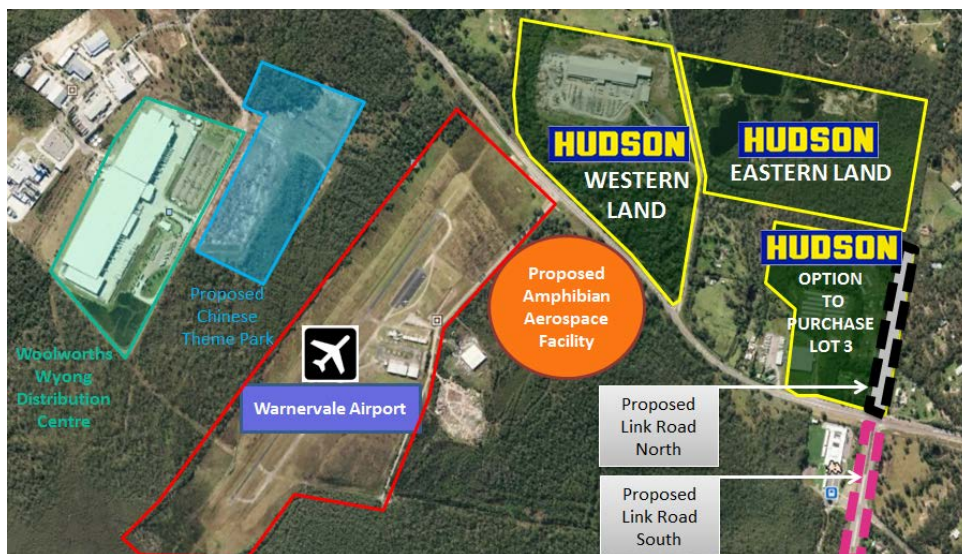 HUDSON
WESTERN
LAND
HUDSON
EASTERN LAND
HUDSON
OPTION
TO
PURCHASE
LOT 3
Proposed
Amphibian
Aerospace
Facility
Proposed
Chinese
Theme Park
Woolworths
Wyong
Distribution
Centre
Warnervale Airport
Proposed
Link Road
North
Proposed
Link Road
South